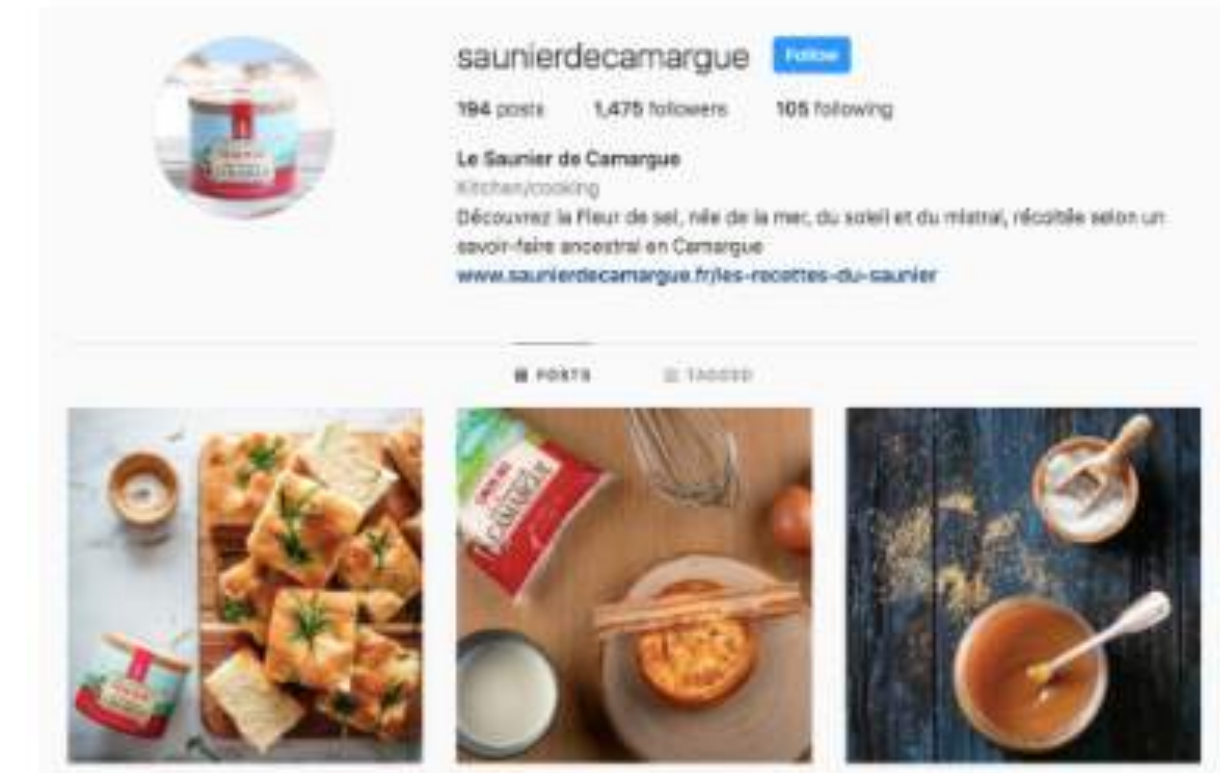 saunierdecamargue Follow
194 posts 1,475 followers 105 following
Le Saunier de Camargue
Kitchen/cooking
Découvrez la Fleur de sel, née de la mer, du soleil et du mistral, récoltée selon un
savoir-faire ancestral en Camargue
www.saunierdecamargue.fr/les-recettes-du-saunier
POSTS TAGGED
CAMARGUE